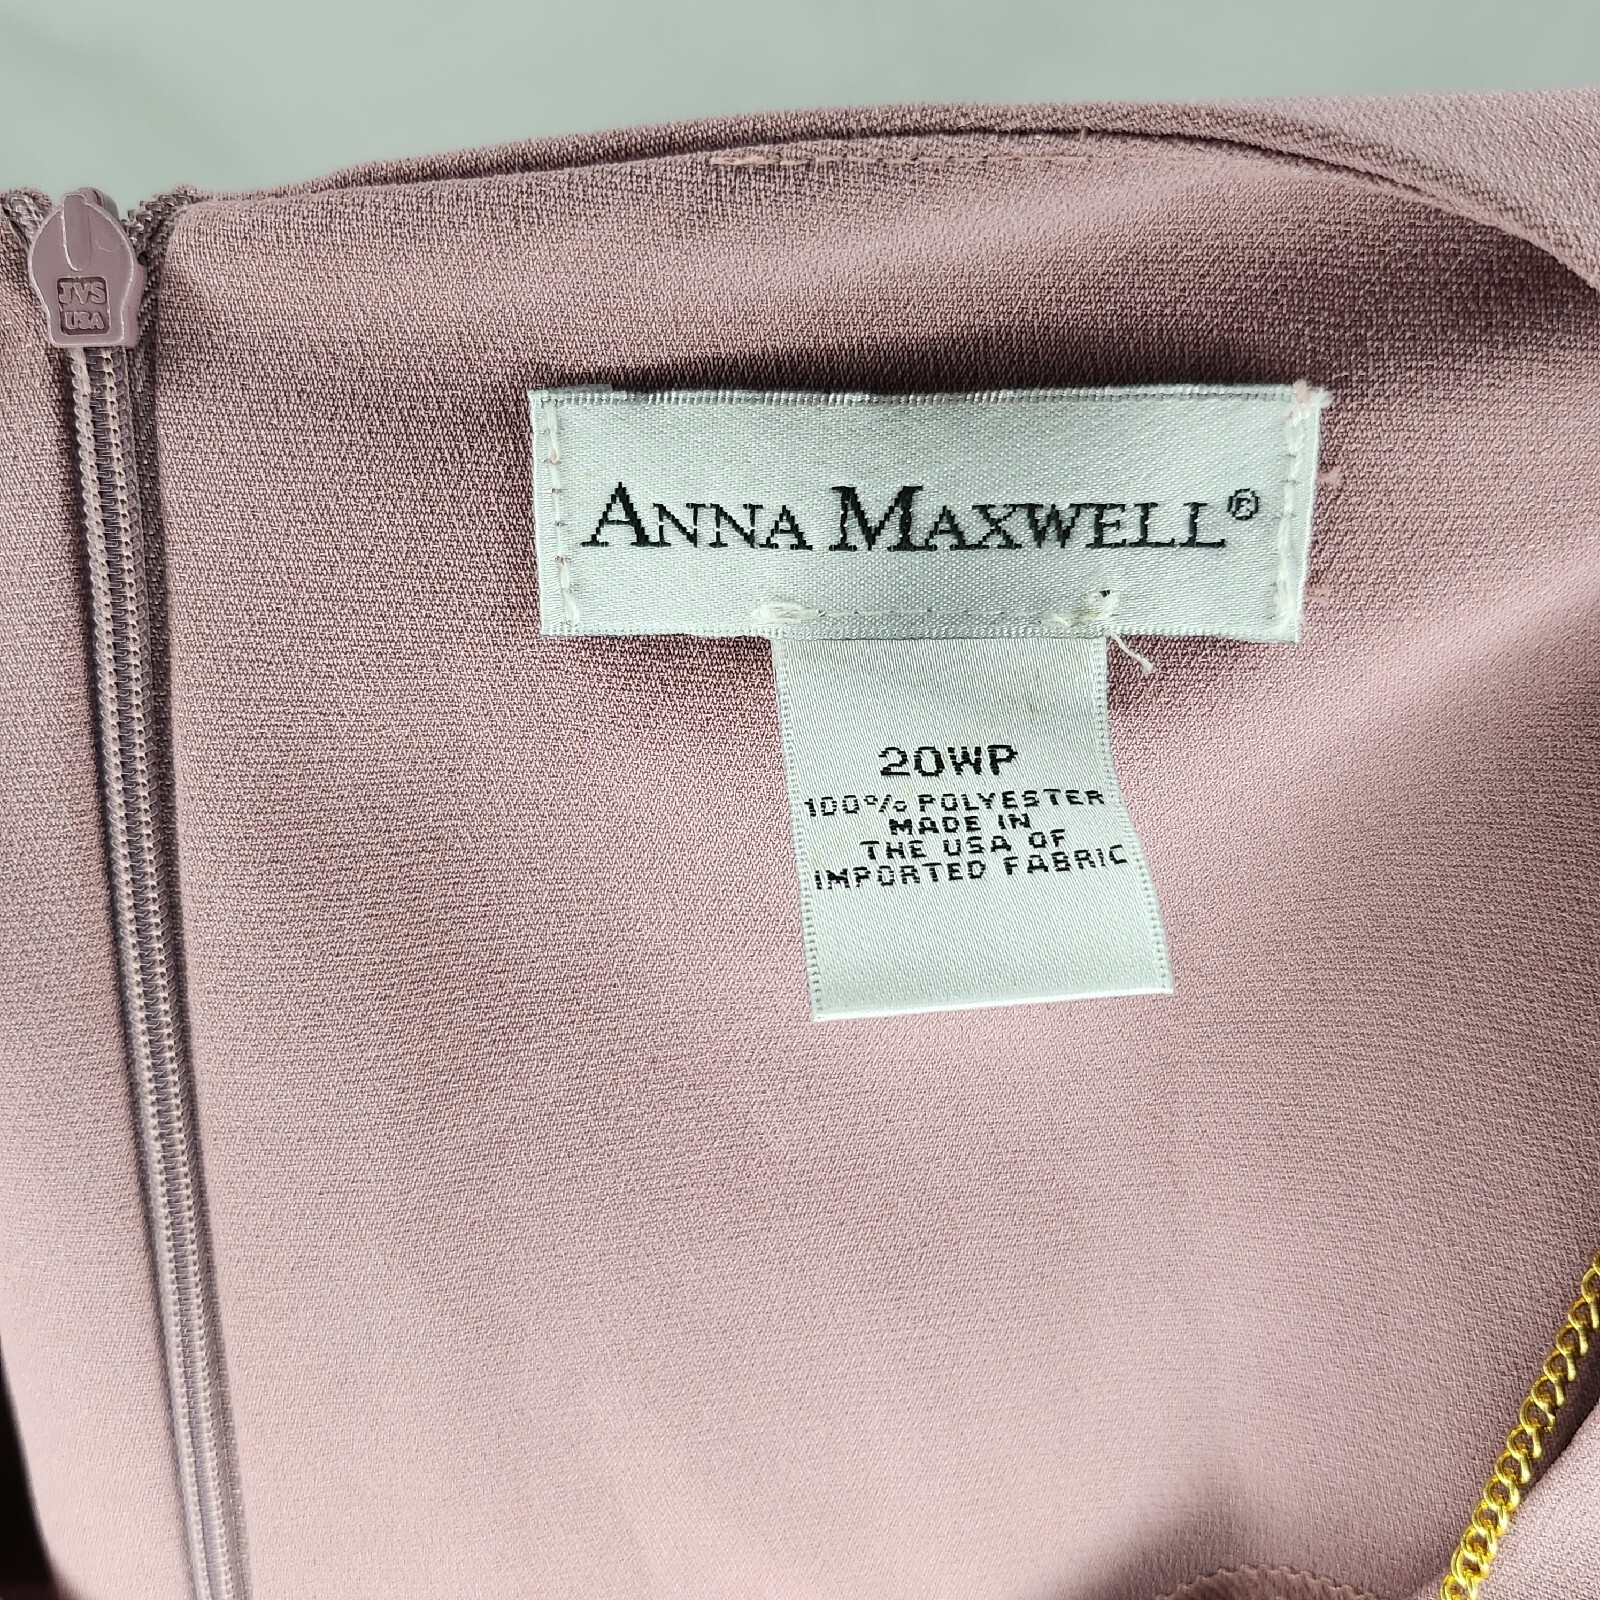 JVS
USA
ANNA MAXWELL®
20WP
100% POLYESTER
MADE IN
THE USA OF
IMPORTED FABRIC